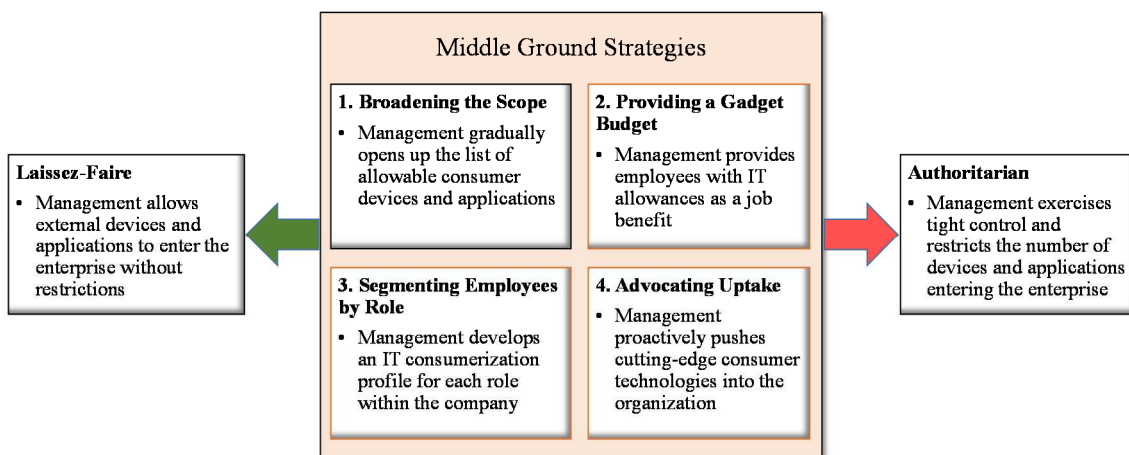 Middle Ground Strategies
Laissez-Faire
▪ Management allows
external devices and
applications to enter the
enterprise without
restrictions
1. Broadening the Scope
▪ Management gradually
opens up the list of
allowable consumer
devices and applications
2. Providing a Gadget
Budget
▪ Management provides
employees with IT
allowances as a job
benefit
3. Segmenting Employees
by Role
▪ Management develops
an IT consumerization
profile for each role
within the company
4. Advocating Uptake
▪ Management
proactively pushes
cutting-edge consumer
technologies into the
organization
Authoritarian
▪ Management exercises
tight control and
restricts the number of
devices and applications
entering the enterprise